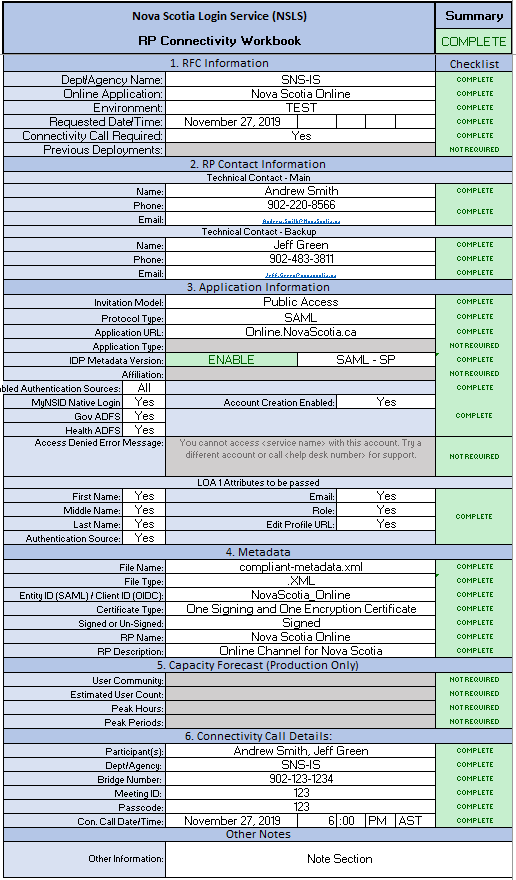 Nova Scotia Login Service (NSLS) Summary
RP Connectivity Workbook COMPLETE
1. RFC Information Checklist
Dept/Agency Name: SNS-IS COMPLETE
Online Application: Nova Scotia Online COMPLETE
Environment: TEST COMPLETE
Requested Date/Time: November 27, 2019 COMPLETE
Connectivity Call Required: Yes COMPLETE
Previous Deployments: NOT REQUIRED
2. RP Contact Information
Technical Contact - Main
Name: Andrew Smith COMPLETE
Phone: 902-220-8566 COMPLETE
Email: Andrew.Smith@NovaScotia.ca
Technical Contact - Backup
Name: Jeff Green COMPLETE
Phone: 902-483-3811 COMPLETE
Email: Jeff.Green@novascotia.ca COMPLETE
3. Application Information
Invitation Model: Public Access COMPLETE
Protocol Type: SAML COMPLETE
Application URL: Online.NovaScotia.ca COMPLETE
Application Type: NOT REQUIRED
IDP Metadata Version: ENABLE SAML - SP COMPLETE
Affiliation: NOT REQUIRED
bled Authentication Sources: All COMPLETE
MyNSID Native Login Yes Account Creation Enabled: Yes
Gov ADFS Yes COMPLETE
Health ADFS Yes
Access Denied Error Message: You cannot access <service name> with this account. Try a
different account or call <help desk number> for support. NOT REQUIRED
LOA 1 Attributes to be passed
First Name: Yes Email: Yes
Middle Name: Yes Role: Yes COMPLETE
Last Name: Yes Edit Profile URL: Yes
Authentication Source: Yes
4. Metadata
File Name: compliant-metadata.xml COMPLETE
File Type: .XML COMPLETE
Entity ID (SAML) / Client ID (OIDC): NovaScotia_Online COMPLETE
Certificate Type: One Signing and One Encryption Certificate COMPLETE
Signed or Un-Signed: Signed COMPLETE
RP Name: Nova Scotia Online COMPLETE
RP Description: Online Channel for Nova Scotia COMPLETE
5. Capacity Forecast (Production Only)
User Community: NOT REQUIRED
Estimated User Count: NOT REQUIRED
Peak Hours: NOT REQUIRED
Peak Periods: NOT REQUIRED
6. Connectivity Call Details:
Participant(s): Andrew Smith, Jeff Green COMPLETE
Dept/Agency: SNS-IS COMPLETE
Bridge Number: 902-123-1234 COMPLETE
Meeting ID: 123 COMPLETE
Passcode: 123 COMPLETE
Con. Call Date/Time: November 27, 2019 6 :00 PM AST COMPLETE
Other Notes
Other Information: Note Section